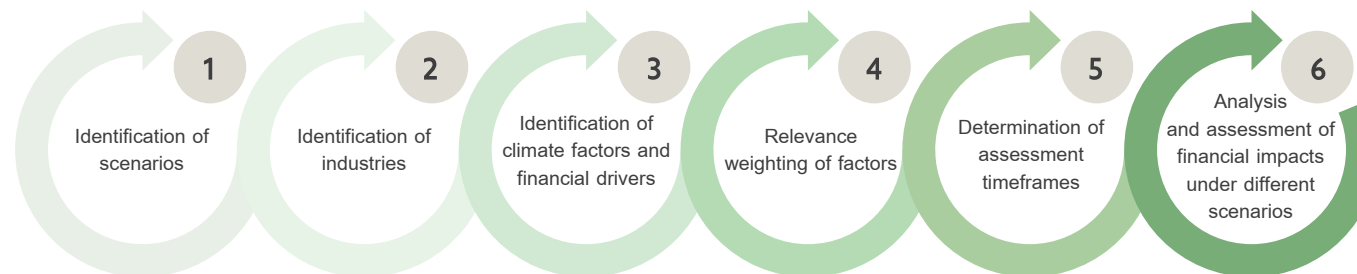 1
Identification of
scenarios
2
Identification of
industries
3
Identification of
climate factors and
financial drivers
4
Relevance
weighting of factors
5
Determination of
assessment
timeframes
6
Analysis
and assessment of
financial impacts
under different
scenarios